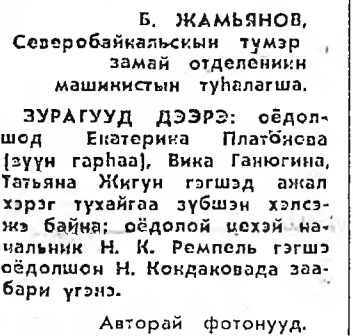 Б. ЖАМЬЯНОВ,
Северобайкальскын түмэр
замай отделениин
машинистын туһалагша.
ЗУРАГУУД ДЭЭРЭ: оёдол-
шод Екатерина Платонова
(зүүн гарһаа), Вика Ганюгина,
Татьяна Жигун гэгшэд ажал
хэрэг тухайгаа зүбшэн хэлсэ-
жэ байна; оёдолой цехэй на-
чальник Н. К. Ремпель гэгшэ
оёдолшон Н. Кондаковада заа-
бари үгэнэ.
Авторай фотонууд.